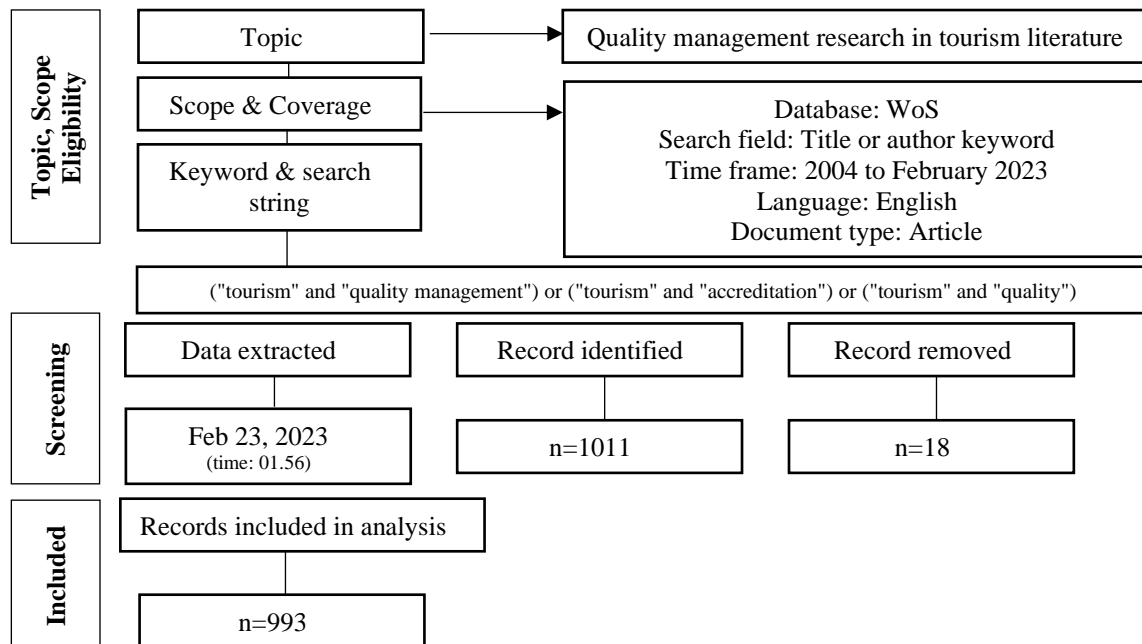 Topic, Scope
Eligibility
Topic
Quality management research in tourism literature
Scope & Coverage
Database: WoS
Search field: Title or author keyword
Time frame: 2004 to February 2023
Language: English
Document type: Article
Keyword & search
string
("tourism" and "quality management") or ("tourism" and "accreditation") or ("tourism" and "quality")
Screening
Data extracted
Record identified
Record removed
Feb 23, 2023
(time: 01.56)
n=1011
n=18
Included
Records included in analysis
n=993